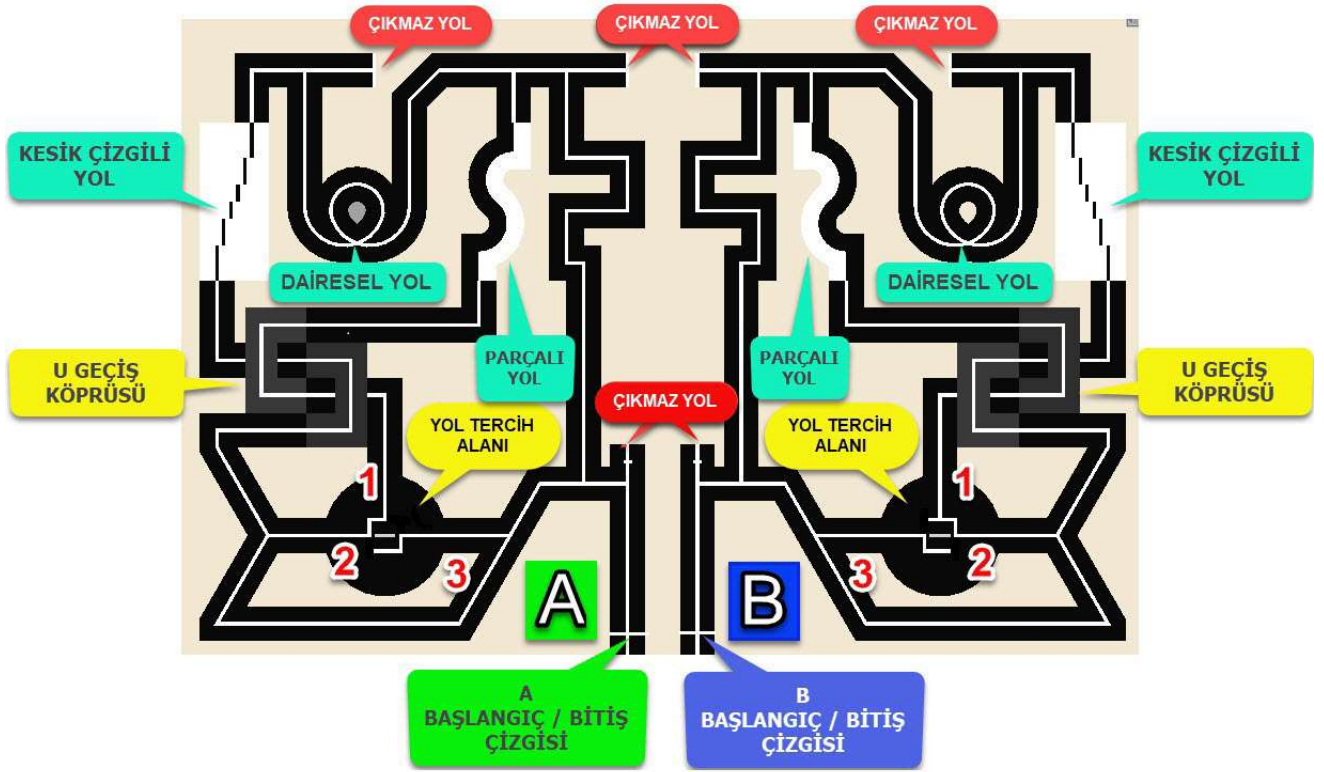 ÇIKMAZ YOL
ÇIKMAZ YOL
ÇIKMAZ YOL
KESİK ÇİZGİLİ
YOL
KESİK ÇİZGİLİ
YOL
DAİRESEL YOL
DAİRESEL YOL
U GEÇİŞ
KÖPRÜSÜ
PARÇALI
YOL
PARÇALI
YOL
U GEÇİŞ
KÖPRÜSÜ
ÇIKMAZ YOL
YOL TERCİH
ALANI
YOL TERCİH
ALANI
1
1
2
3
3
2
A
B
A
BAŞLANGIÇ / BİTİŞ
ÇİZGİSİ
B
BAŞLANGIÇ / BİTİŞ
ÇİZGİSİ